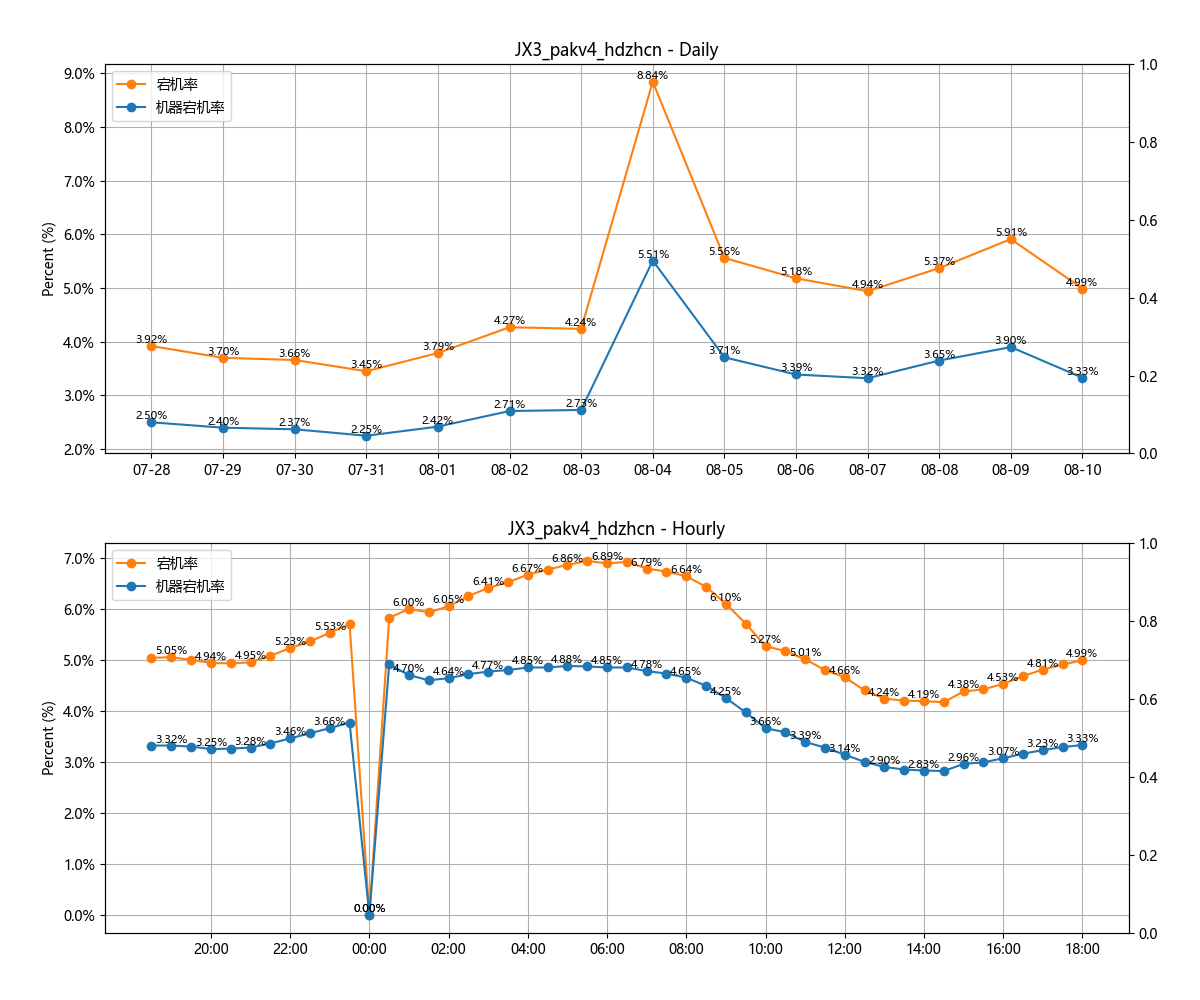 JX3_pakv4_hdzhcn - Daily
宕机率
机器宕机率
Percent (%)
9.0%
8.0%
7.0%
6.0%
5.0%
4.0%
3.0%
2.0%
1.0
0.8
0.6
0.4
0.2
0.0
3.92% 3.70% 3.66% 3.45% 3.79% 4.27% 4.24% 8.84% 5.56% 5.18% 4.94% 5.37% 5.91% 4.99%
2.50% 2.40% 2.37% 2.25% 2.42% 2.71% 2.73% 5.51% 3.71% 3.39% 3.32% 3.65% 3.90% 3.33%
07-28 07-29 07-30 07-31 08-01 08-02 08-03 08-04 08-05 08-06 08-07 08-08 08-09 08-10
JX3_pakv4_hdzhcn - Hourly
宕机率
机器宕机率
Percent (%)
7.0%
6.0%
5.0%
4.0%
3.0%
2.0%
1.0%
0.0%
1.0
0.8
0.6
0.4
0.2
0.0
5.05% 4.94% 4.95% 5.23% 5.53% 0.00% 6.00% 6.05% 6.41% 6.67% 6.86% 6.89% 6.79% 6.64% 6.10% 5.27% 5.01% 4.66% 4.24% 4.19% 4.38% 4.53% 4.81% 4.99%
3.32% 3.25% 3.28% 3.46% 3.66% 0.00% 4.70% 4.64% 4.77% 4.85% 4.88% 4.85% 4.78% 4.65% 4.25% 3.66% 3.39% 3.14% 2.90% 2.83% 2.96% 3.07% 3.23% 3.33%
20:00 22:00 00:00 02:00 04:00 06:00 08:00 10:00 12:00 14:00 16:00 18:00